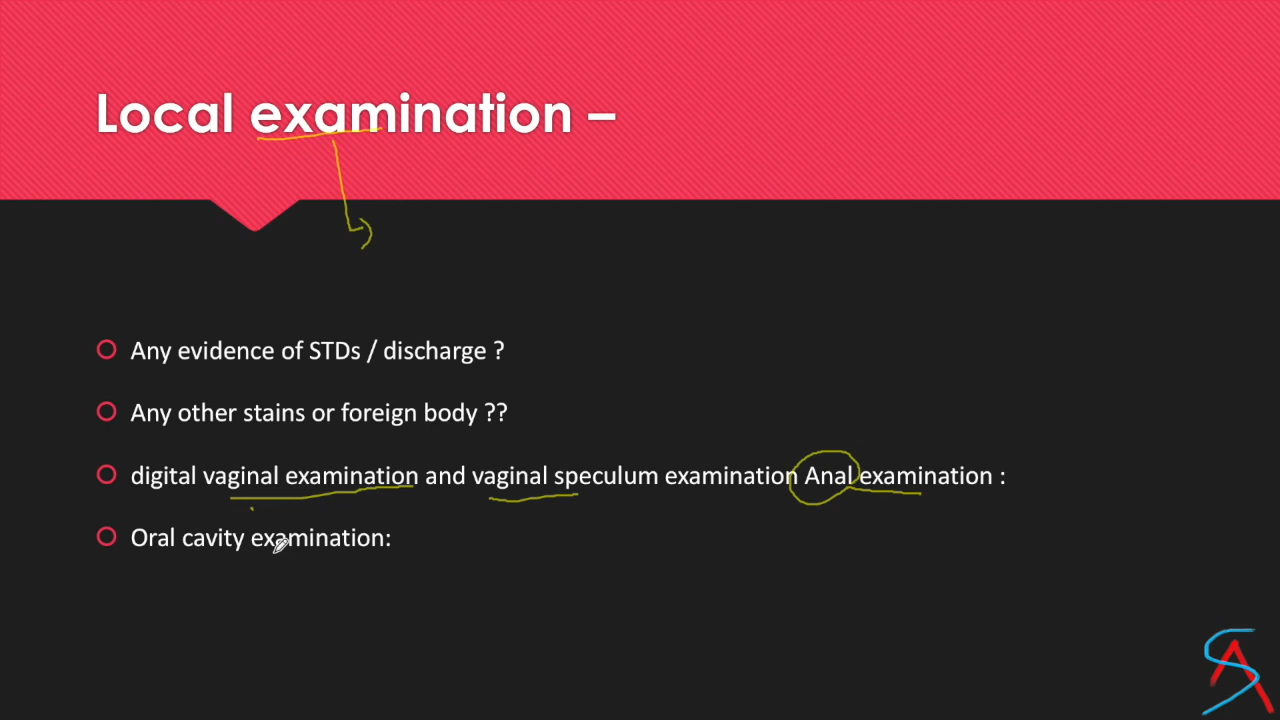 Local examination –
Any evidence of STDs / discharge ?
Any other stains or foreign body ??
digital vaginal examination and vaginal speculum examination Anal examination :
Oral cavity examination: